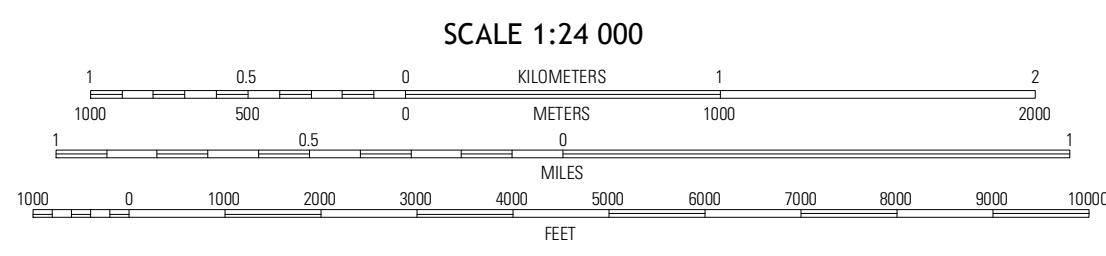 SCALE 1:24 000
1 0.5 0 KILOMETERS 1 2
1000 500 0 METERS 1000 2000
1 0.5 0 1
MILES
1000 0 1000 2000 3000 4000 5000 6000 7000 8000 9000 10000
FEET